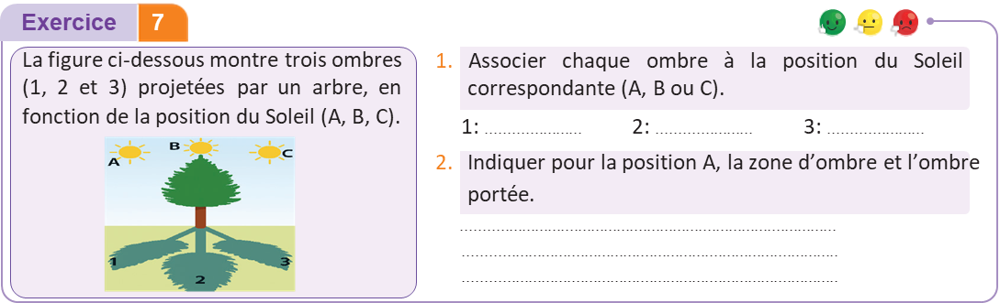 Exercice 7
La figure ci-dessous montre trois ombres
(1, 2 et 3) projetées par un arbre, en
fonction de la position du Soleil (A, B, C).
A
B
C
1
2
3
1. Associer chaque ombre à la position du Soleil
correspondante (A, B ou C).
1: ...................... 2: ...................... 3: ......................
2. Indiquer pour la position A, la zone d’ombre et l’ombre
portée.
....................................................................................
....................................................................................
....................................................................................